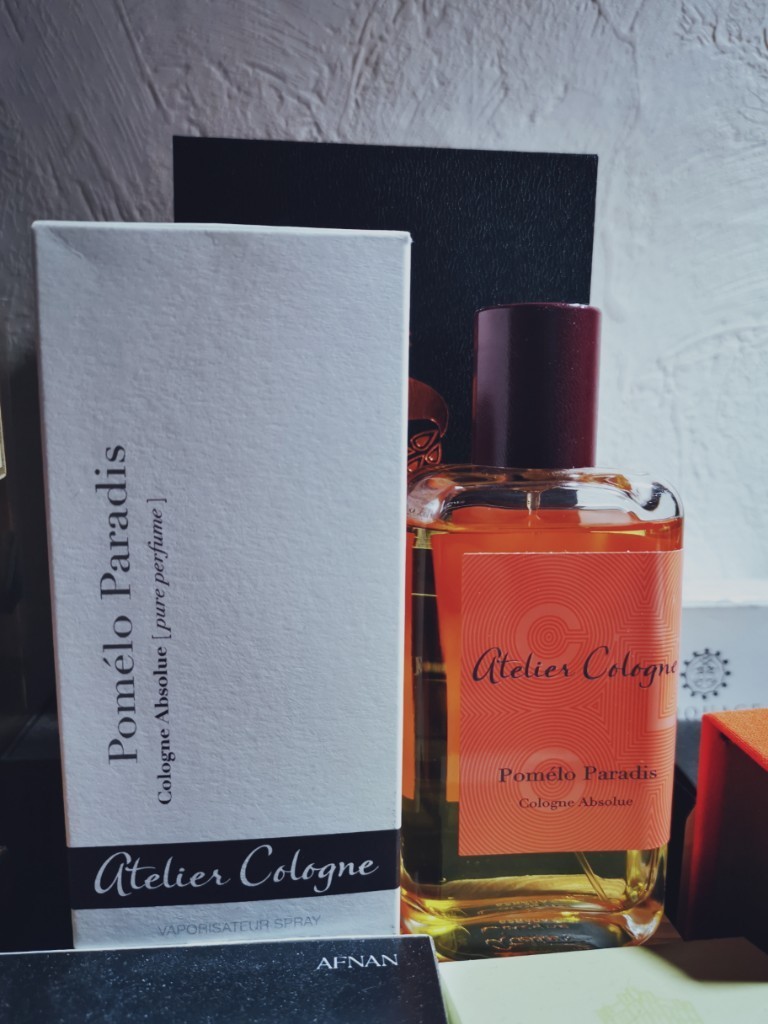 Pomélo Paradis
Cologne Absolue [pure perfume]
Atelier Cologne
VAPORISATEUR SPRAY
Atelier Cologne
Pomélo Paradis
Cologne Absolue
AFNAN